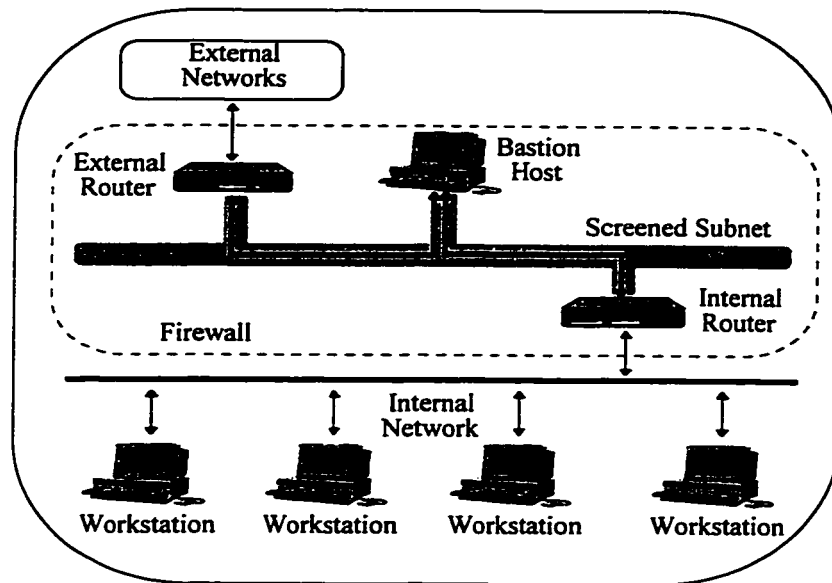 External
Networks
External
Router
Bastion
Host
Screened Subnet
Internal
Router
Firewall
Internal
Network
Workstation
Workstation
Workstation
Workstation